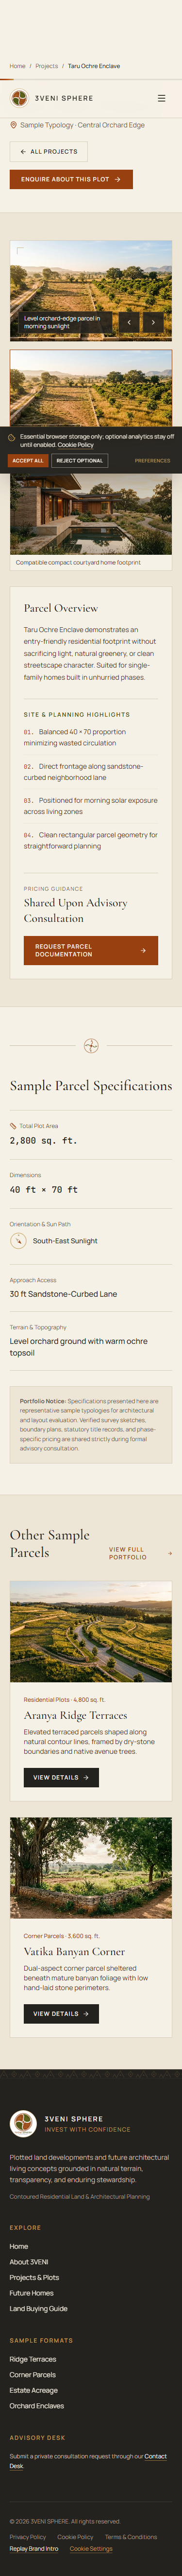 Home / Projects / Taru Ochre Enclave
3VENI SPHERE
Sample Typology · Central Orchard Edge
← ALL PROJECTS
ENQUIRE ABOUT THIS PLOT →
Level orchard-edge parcel in
morning sunlight
Essential browser storage only; optional analytics stay off
until enabled. Cookie Policy
ACCEPT ALL
REJECT OPTIONAL
PREFERENCES
Compatible compact courtyard home footprint
Parcel Overview
Taru Ochre Enclave demonstrates an
entry-friendly residential footprint without
sacrificing light, natural greenery, or clean
streetscape character. Suited for single-
family homes built in unhurried phases.
SITE & PLANNING HIGHLIGHTS
01. Balanced 40 × 70 proportion
minimizing wasted circulation
02. Direct frontage along sandstone-
curbed neighborhood lane
03. Positioned for morning solar exposure
across living zones
04. Clean rectangular parcel geometry for
straightforward planning
PRICING GUIDANCE
Shared Upon Advisory
Consultation
REQUEST PARCEL
DOCUMENTATION →
Sample Parcel Specifications
Total Plot Area
2,800 sq. ft.
Dimensions
40 ft × 70 ft
Orientation & Sun Path
South-East Sunlight
Approach Access
30 ft Sandstone-Curbed Lane
Terrain & Topography
Level orchard ground with warm ochre
topsoil
Portfolio Notice: Specifications presented here are
representative sample typologies for architectural
and layout evaluation. Verified survey sketches,
boundary plans, statutory title records, and phase-
specific pricing are shared strictly during formal
advisory consultation.
Other Sample
Parcels
VIEW FULL
PORTFOLIO →
Residential Plots · 4,800 sq. ft.
Aranya Ridge Terraces
Elevated terraced parcels shaped along
natural contour lines, framed by dry-stone
boundaries and native avenue trees.
VIEW DETAILS →
Corner Parcels · 3,600 sq. ft.
Vatika Banyan Corner
Dual-aspect corner parcel sheltered
beneath mature banyan foliage with low
hand-laid stone perimeters.
VIEW DETAILS →
3VENI SPHERE
INVEST WITH CONFIDENCE
Plotted land developments and future architectural
living concepts grounded in natural terrain,
transparency, and enduring stewardship.
Contoured Residential Land & Architectural Planning
EXPLORE
Home
About 3VENI
Projects & Plots
Future Homes
Land Buying Guide
SAMPLE FORMATS
Ridge Terraces
Corner Parcels
Estate Acreage
Orchard Enclaves
ADVISORY DESK
Submit a private consultation request through our Contact
Desk.
© 2026 3VENI SPHERE. All rights reserved.
Privacy Policy Cookie Policy Terms & Conditions
Replay Brand Intro Cookie Settings